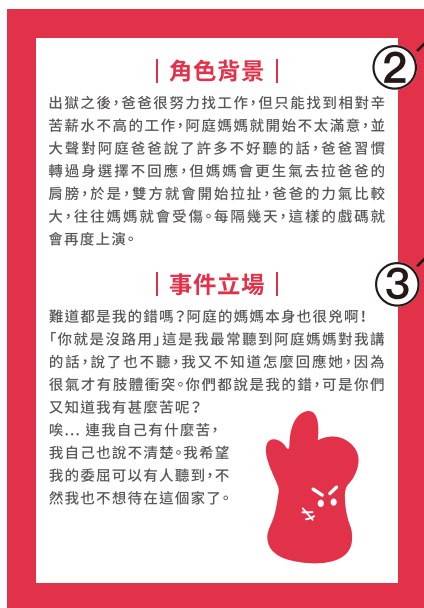 角色背景
②
出獄之後，爸爸很努力找工作，但只能找到相對辛
苦薪水不高的工作，阿庭媽媽就開始不太滿意，並
大聲對阿庭爸爸說了許多不好聽的話，爸爸習慣
轉過身選擇不回應，但媽媽會更生氣去拉爸爸的
肩膀，於是，雙方就會開始拉扯，爸爸的力氣比較
大，往往媽媽就會受傷。每隔幾天，這樣的戲碼就
會再度上演。
事件立場
③
難道都是我的錯嗎？阿庭的媽媽本身也很兇啊！
「你就是沒路用」這是我最常聽到阿庭媽媽對我講
的話，說了也不聽，我又不知道怎麼回應她，因為
很氣才有肢體衝突。你們都說是我的錯，可是你們
又知道我有甚麼苦呢？
唉... 連我自己有什麼苦，
我自己也說不清楚。我希望
我的委屈可以有人聽到，不
然我也不想待在這個家了。